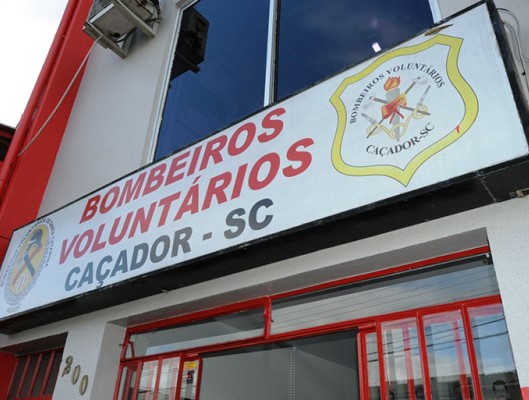 BOMBEIROS
VOLUNTÁRIOS
CAÇADOR - SC
BOMBEIROS VOLUNTÁRIOS
CAÇADOR-SC
200